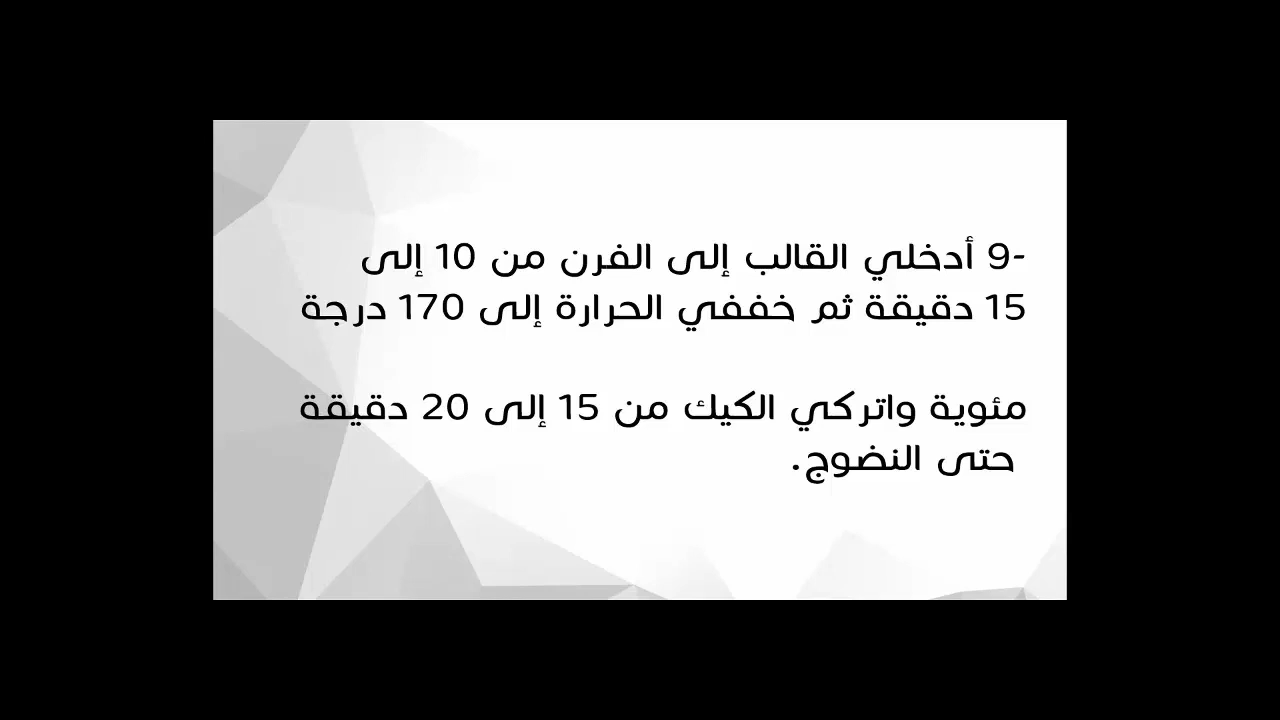 9- أدخلي القالب إلى الفرن من 10 إلى
15 دقيقة ثم خففي الحرارة إلى 170 درجة
مئوية واتركي الكيك من 15 إلى 20 دقيقة
حتى النضوج.